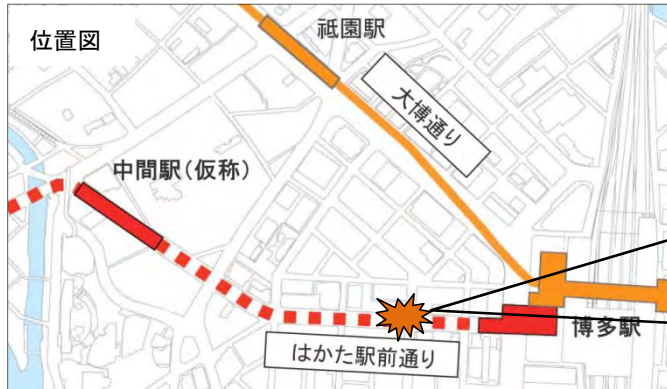 位置図
祇園駅
大博通り
中間駅(仮称)
博多駅
はかた駅前通り